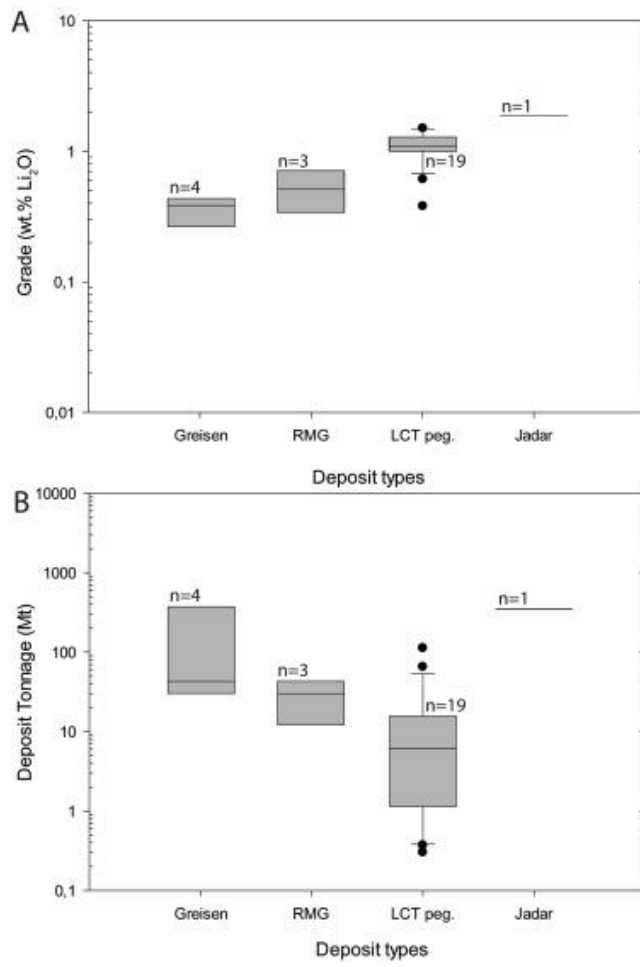 A
10
n=1
n=3
1
n=19
n=4
Grade (wt.% Li₂O)
0,1
0,01
Greisen RMG LCT peg. Jadar
Deposit types
B
10000
1000
n=4
n=1
n=3
100
n=19
Deposit Tonnage (Mt)
10
1
0,1
Greisen RMG LCT peg. Jadar
Deposit types